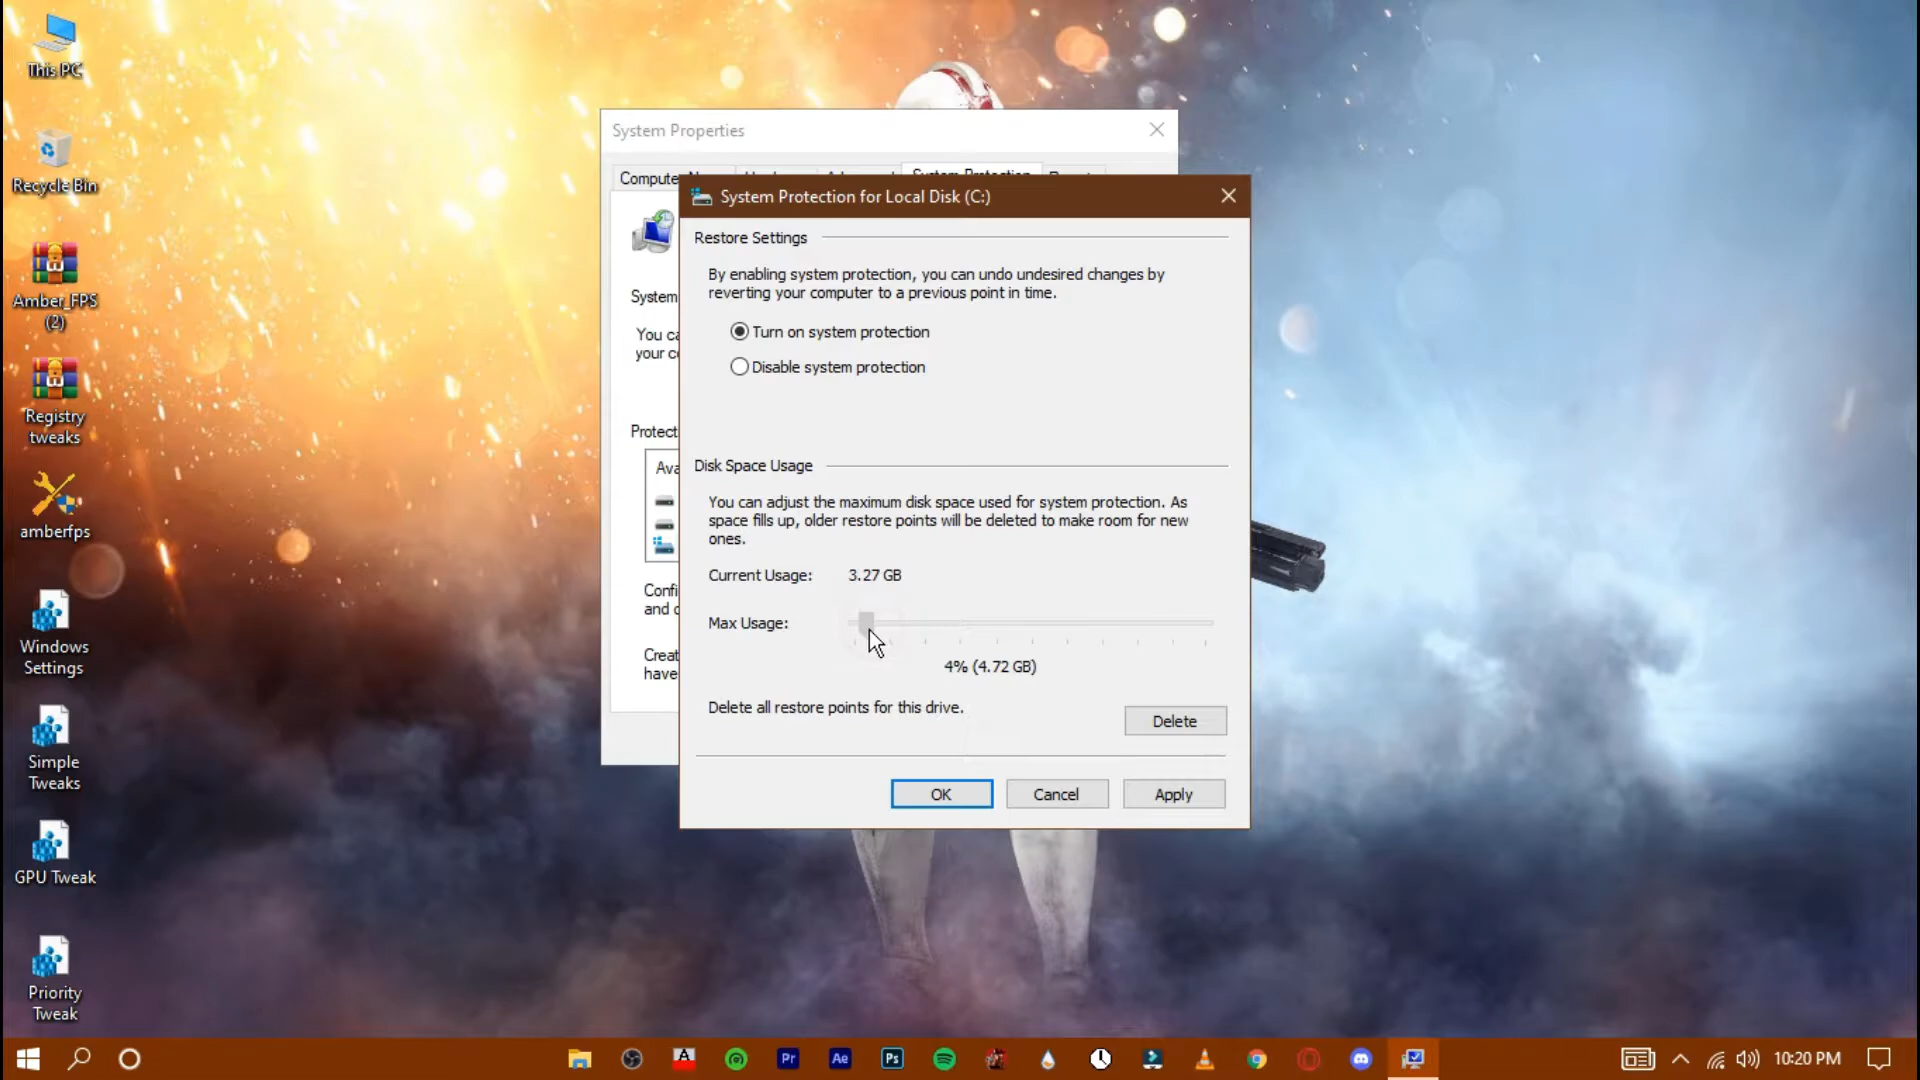 This PC
Recycle Bin
Amber_FPS
(2)
Registry
tweaks
amberfps
Windows
Settings
Simple
Tweaks
GPU Tweak
Priority
Tweak
System Properties
System Protection
System
You ca
your c
Protect
Ava
Confi
and c
Creat
have
System Protection for Local Disk (C:)
Restore Settings
By enabling system protection, you can undo undesired changes by
reverting your computer to a previous point in time.
Turn on system protection
Disable system protection
Disk Space Usage
You can adjust the maximum disk space used for system protection. As
space fills up, older restore points will be deleted to make room for new
ones.
Current Usage: 3.27 GB
Max Usage:
4% (4.72 GB)
Delete all restore points for this drive.
Delete
OK Cancel Apply
A Pr Ae Ps
10:20 PM